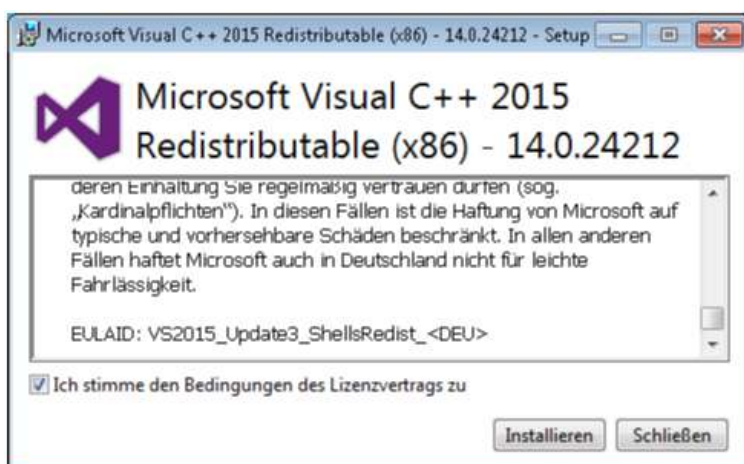 Microsoft Visual C++ 2015 Redistributable (x86) - 14.0.24212 - Setup
Microsoft Visual C++ 2015
Redistributable (x86) - 14.0.24212
deren Einhaltung Sie regelmäßig vertrauen dürfen (sog.
„Kardinalpflichten“). In diesen Fällen ist die Haftung von Microsoft auf
typische und vorhersehbare Schäden beschränkt. In allen anderen
Fällen haftet Microsoft auch in Deutschland nicht für leichte
Fahrlässigkeit.
EULAID: VS2015_Update3_ShellsRedist_<DEU>
Ich stimme den Bedingungen des Lizenzvertrags zu
Installieren
Schließen